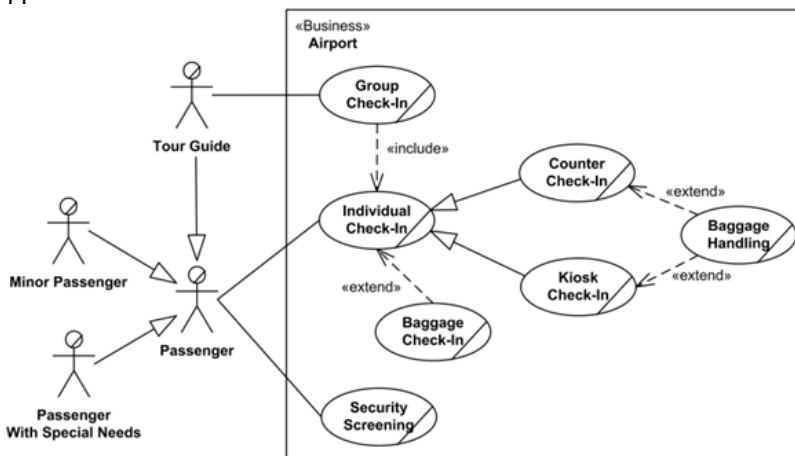 «Business»
Airport
Group
Check-In
Tour Guide
«include»
Counter
Check-In
«extend»
Individual
Check-In
Baggage
Handling
Minor Passenger
«extend»
Kiosk
Check-In
«extend»
Baggage
Check-In
Passenger
Passenger
With Special Needs
Security
Screening